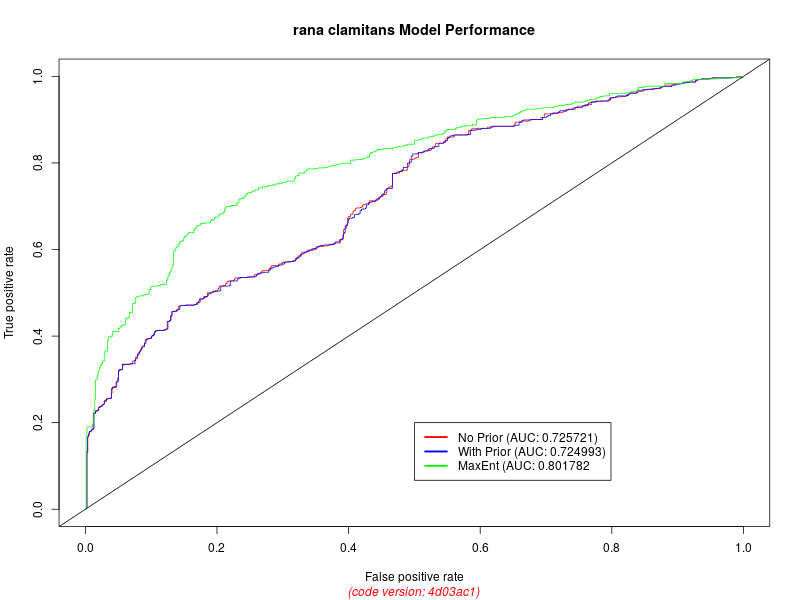 rana clamitans Model Performance
True positive rate
1.0
0.8
0.6
0.4
0.2
0.0
No Prior (AUC: 0.725721)
With Prior (AUC: 0.724993)
MaxEnt (AUC: 0.801782
0.0 0.2 0.4 0.6 0.8 1.0
False positive rate
(code version: 4d03ac1)